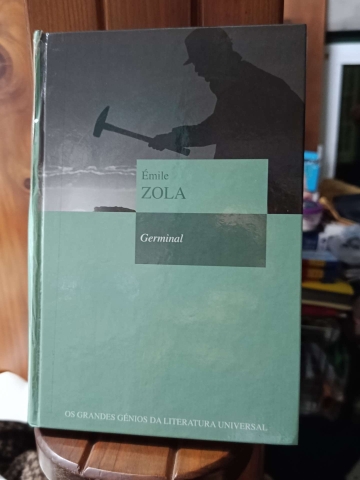 Émile
ZOLA
Germinal
OS GRANDES GÉNIOS DA LITERATURA UNIVERSAL